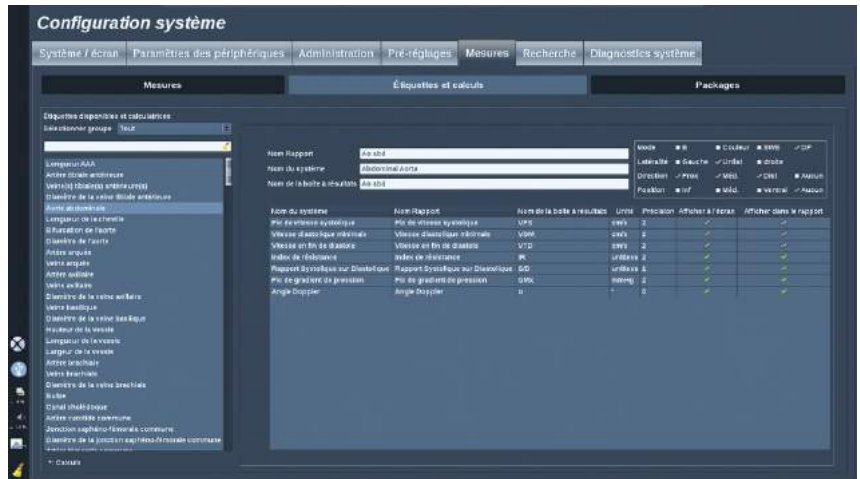 Configuration système
Système / écran Paramètres des périphériques Administration Pré-réglages Mesures Recherche Diagnostics système
Mesures Étiquettes et calculs Packages
Étiquettes disponibles et calculatrices
Sélectionner groupe Tout
Longueur AAA
Artère tibiale antérieure
Veine(s) tibiale(s) antérieure(s)
Diamètre de la veine tibiale antérieure
Aorte abdominale
Longueur de la cheville
Bifurcation de l'aorte
Diamètre de l'aorte
Artère arquée
Veine arquée
Artère axillaire
Veine axillaire
Diamètre de la veine axillaire
Veine basilique
Diamètre de la veine basilique
Hauteur de la vessie
Longueur de la vessie
Largeur de la vessie
Artère brachiale
Veine brachiale
Diamètre de la veine brachiale
Bulbe
Canal cholédoque
Artère carotide commune
Jonction saphéno-fémorale commune
Diamètre de la jonction saphéno-fémorale commune
Calculs
Nom Rapport Ao abd
Nom du système Abdominal Aorta
Nom de la boîte à résultats Ao abd
Mode B Couleur SWE DP
Latéralité Gauche Unilat droite
Direction Prox Méd. Dist Aucun
Position Inf Méd. Ventral Aucun
Nom du système Nom Rapport Nom de la boîte à résultats Unité Précision Afficher à l'écran Afficher dans le rapport
Pic de vitesse systolique Pic de vitesse systolique VPS cm/s 2
Vitesse diastolique minimale Vitesse diastolique minimale VDM cm/s 2
Vitesse en fin de diastole Vitesse en fin de diastole VTD cm/s 2
Index de résistance Index de résistance IR unitless 2
Rapport Systolique sur Diastolique Rapport Systolique sur Diastolique S/D unitless 2
Pic de gradient de pression Pic de gradient de pression GMx mmHg 2
Angle Doppler Angle Doppler ° 0